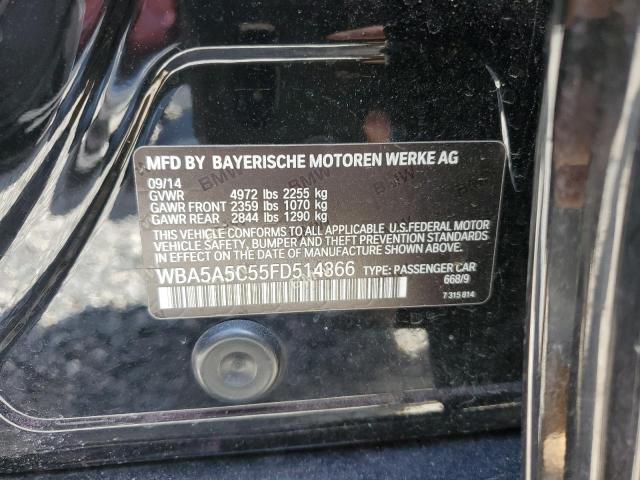 MFD BY BAYERISCHE MOTOREN WERKE AG
09/14
GVWR 4972 lbs 2255 kg
GAWR FRONT 2359 lbs 1070 kg
GAWR REAR 2844 lbs 1290 kg
THIS VEHICLE CONFORMS TO ALL APPLICABLE U.S.FEDERAL MOTOR
VEHICLE SAFETY, BUMPER AND THEFT PREVENTION STANDARDS
IN EFFECT ON THE DATE OF MANUFACTURE SHOWN ABOVE.
WBA5A5C55FD514366 TYPE: PASSENGER CAR
668/9
7 315 814